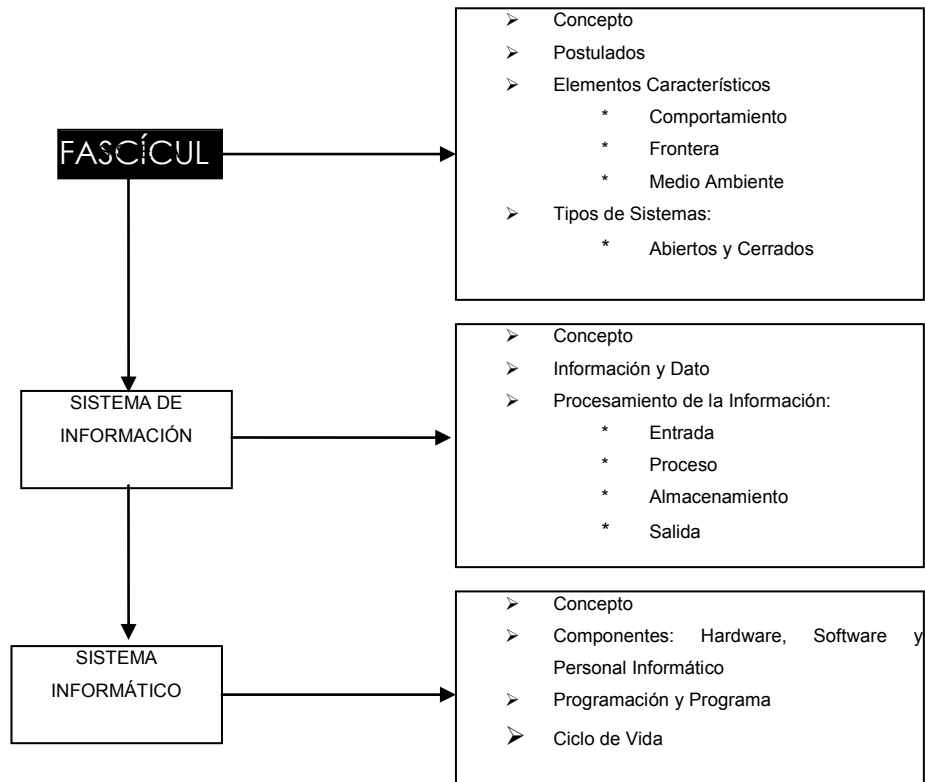 ➢ Concepto
➢ Postulados
➢ Elementos Característicos
* Comportamiento
* Frontera
* Medio Ambiente
➢ Tipos de Sistemas:
* Abiertos y Cerrados
FASCÍCUL
➢ Concepto
➢ Información y Dato
➢ Procesamiento de la Información:
* Entrada
* Proceso
* Almacenamiento
* Salida
SISTEMA DE
INFORMACIÓN
➢ Concepto
➢ Componentes: Hardware, Software y
Personal Informático
➢ Programación y Programa
➢ Ciclo de Vida
SISTEMA
INFORMÁTICO